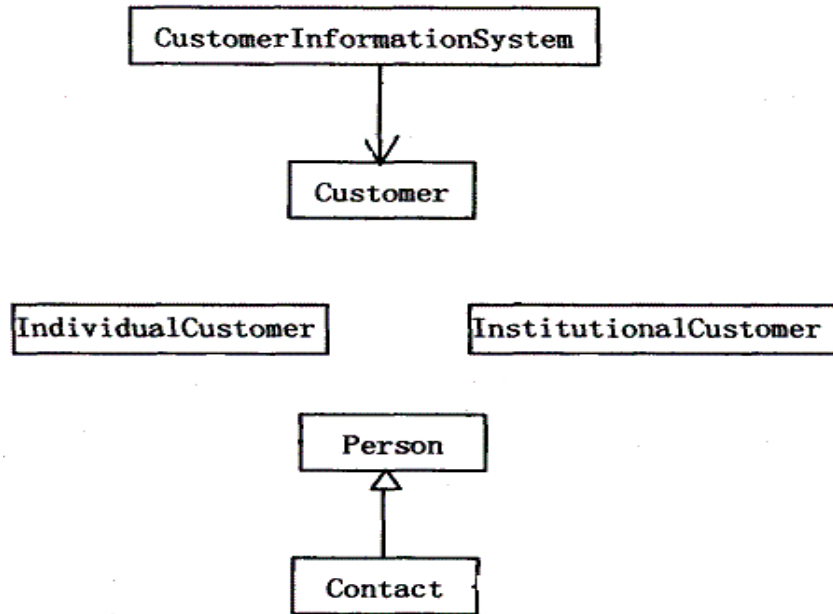 CustomerInformationSystem
Customer
IndividualCustomer
InstitutionalCustomer
Person
Contact